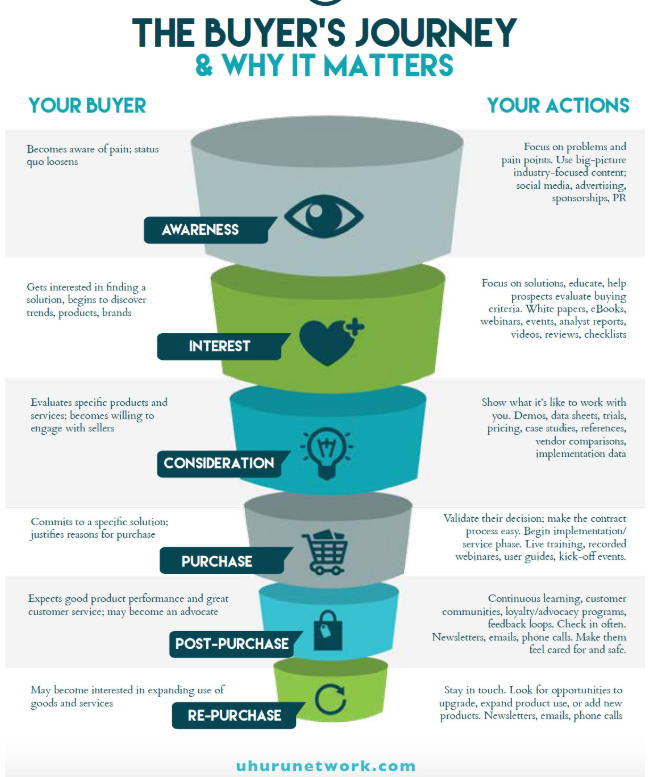 THE BUYER'S JOURNEY
& WHY IT MATTERS
YOUR BUYER
YOUR ACTIONS
Becomes aware of pain; status
quo loosens
AWARENESS
Focus on problems and
pain points. Use big-picture
industry-focused content;
social media, advertising,
sponsorships, PR
Gets interested in finding a
solution, begins to discover
trends, products, brands
INTEREST
Focus on solutions, educate, help
prospects evaluate buying
criteria. White papers, eBooks,
webinars, events, analyst reports,
videos, reviews, checklists
Evaluates specific products and
services; becomes willing to
engage with sellers
CONSIDERATION
Show what it's like to work with
you. Demos, data sheets, trials,
pricing, case studies, references,
vendor comparisons,
implementation data
Commits to a specific solution;
justifies reasons for purchase
PURCHASE
Validate their decision; make the contract
process easy. Begin implementation/
service phase. Live training, recorded
webinares, user guides, kick-off events.
Expects good product performance and great
customer service; may become an advocate
POST-PURCHASE
Continuous learning, customer
communities, loyalty/advocacy programs,
feedback loops. Check in often.
Newsletters, emails, phone calls. Make them
feel cared for and safe.
May become interested in expanding use of
goods and services
RE-PURCHASE
Stay in touch. Look for opportunities to
upgrade, expand product use, or add new
products. Newsletters, emails, phone calls
uhurunetwork.com